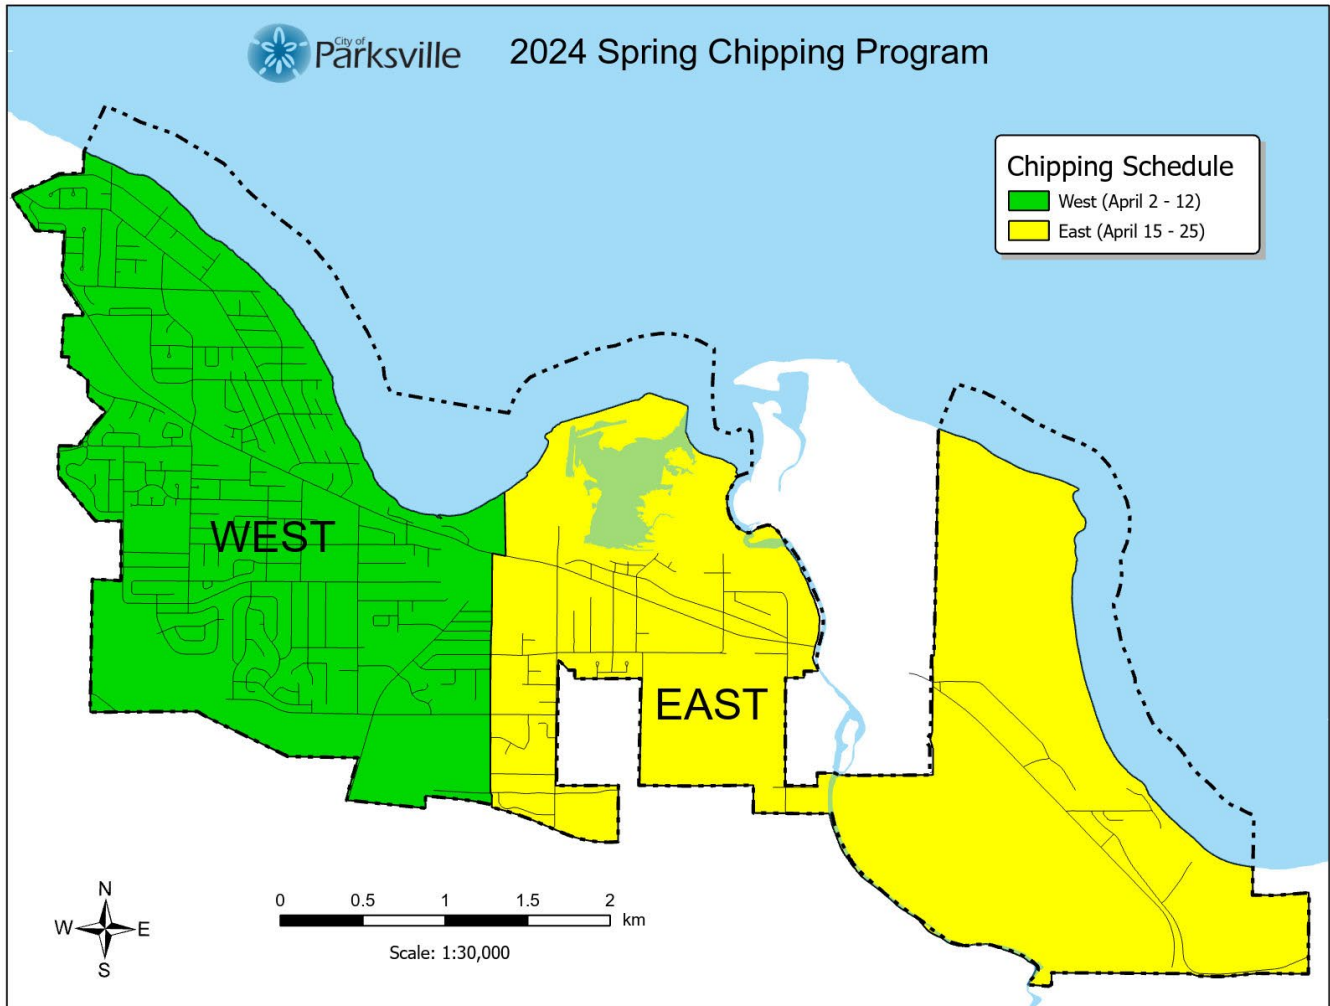 City of
Parksville
2024 Spring Chipping Program
Chipping Schedule
West (April 2 - 12)
East (April 15 - 25)
WEST
EAST
N
W E
S
0 0.5 1 1.5 2
km
Scale: 1:30,000